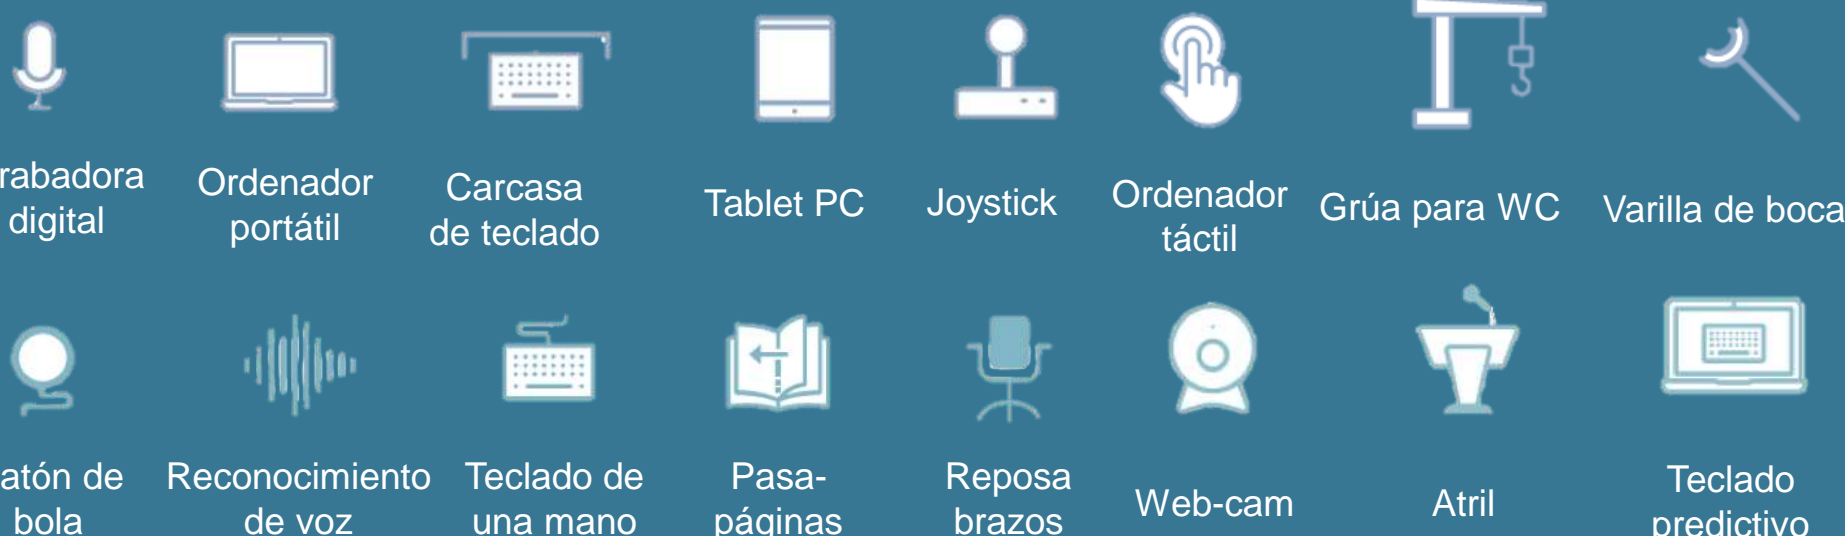 rabadora
digital
Ordenador
portátil
Carcasa
de teclado
Tablet PC
Joystick
Ordenador
táctil
Grúa para WC
Varilla de boca
atón de
bola
Reconocimiento
de voz
Teclado de
una mano
Pasa-
páginas
Reposa
brazos
Web-cam
Atril
Teclado
predictivo